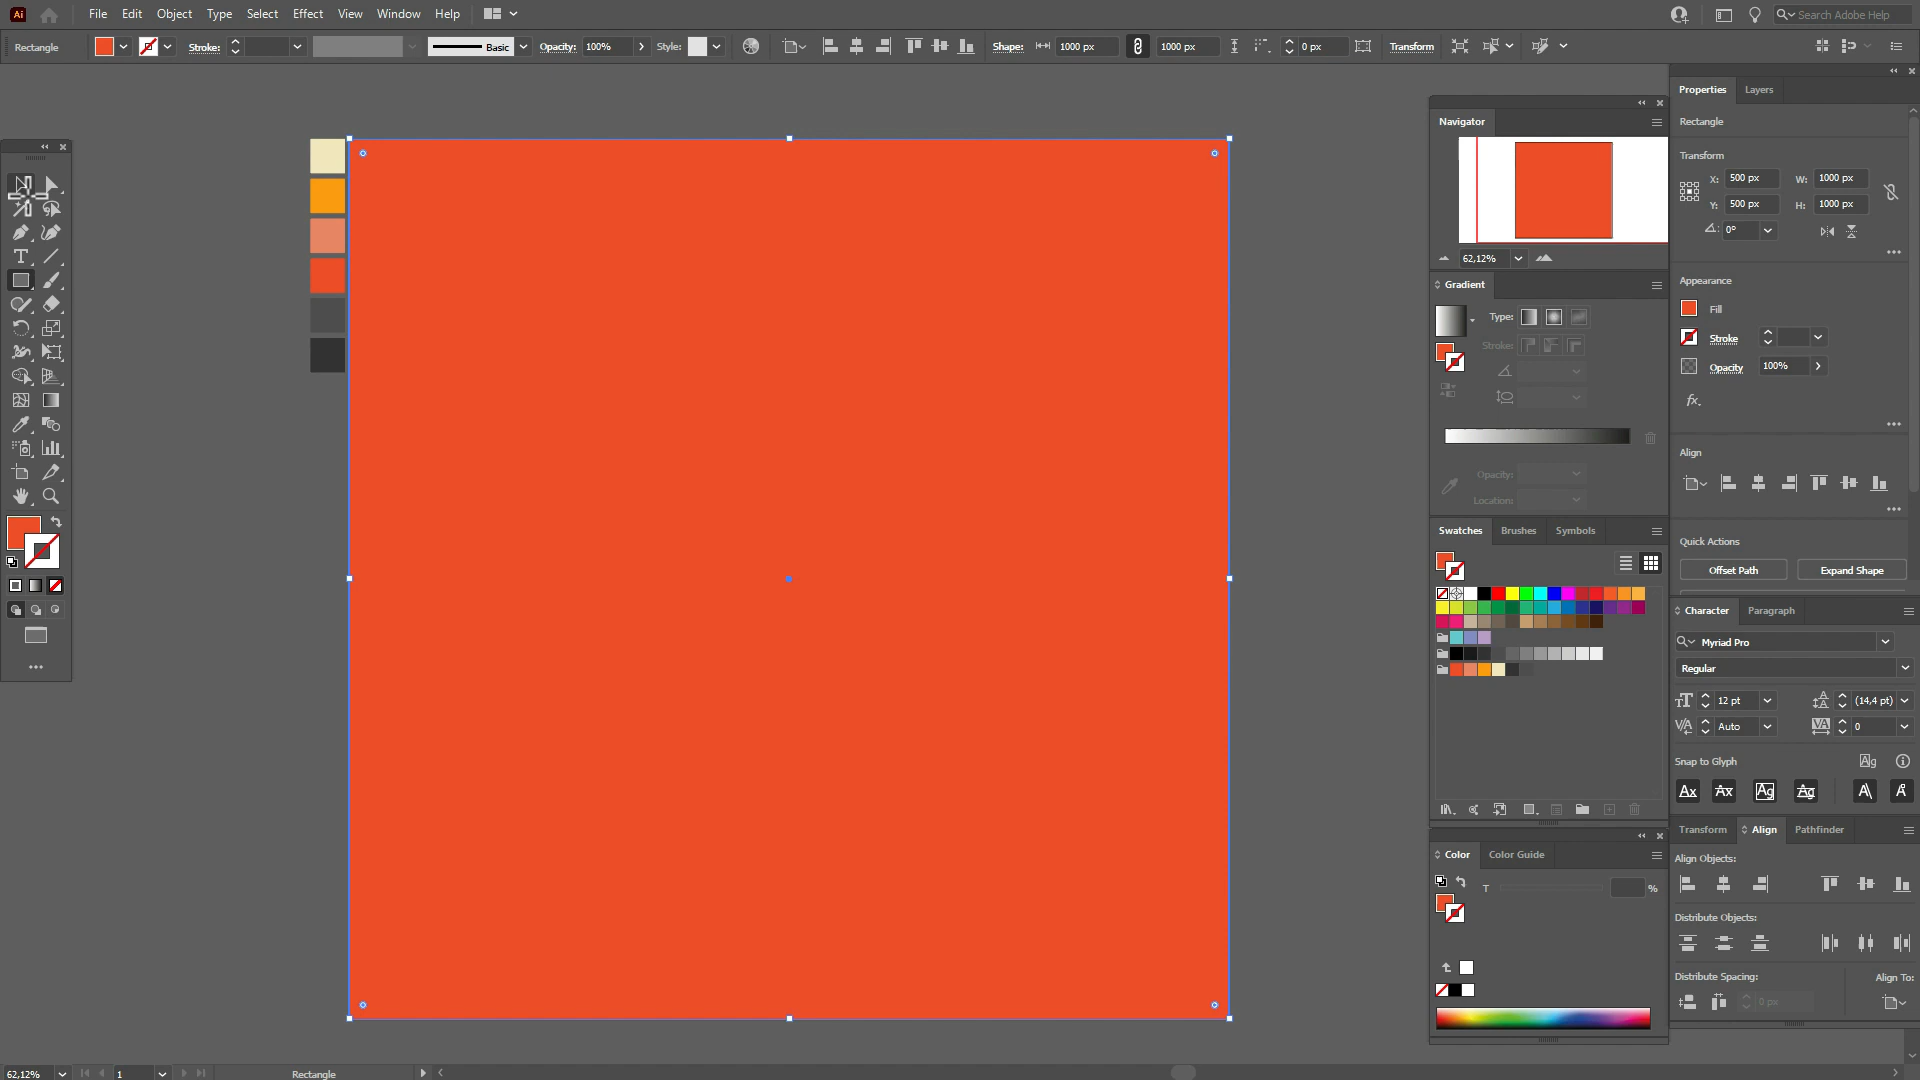 Ai File Edit Object Type Select Effect View Window Help Search Adobe Help
Rectangle Stroke: Basic Opacity: 100% Style: Shape: 1000 px 1000 px 0 px Transform
Properties Layers
Rectangle
Transform
X: 500 px W: 1000 px
Y: 500 px H: 1000 px
0°
Appearance
Fill
Stroke
Opacity 100%
fx
Align
Quick Actions
Offset Path Expand Shape
Navigator
62,12%
Gradient
Type:
Stroke:
Opacity:
Location:
Swatches Brushes Symbols
Color Color Guide
T %
Character Paragraph
Myriad Pro
Regular
12 pt (14,4 pt)
Auto 0
Snap to Glyph
Transform Align Pathfinder
Align Objects:
Distribute Objects:
Distribute Spacing: Align To:
0 px
62,12% 1 Rectangle